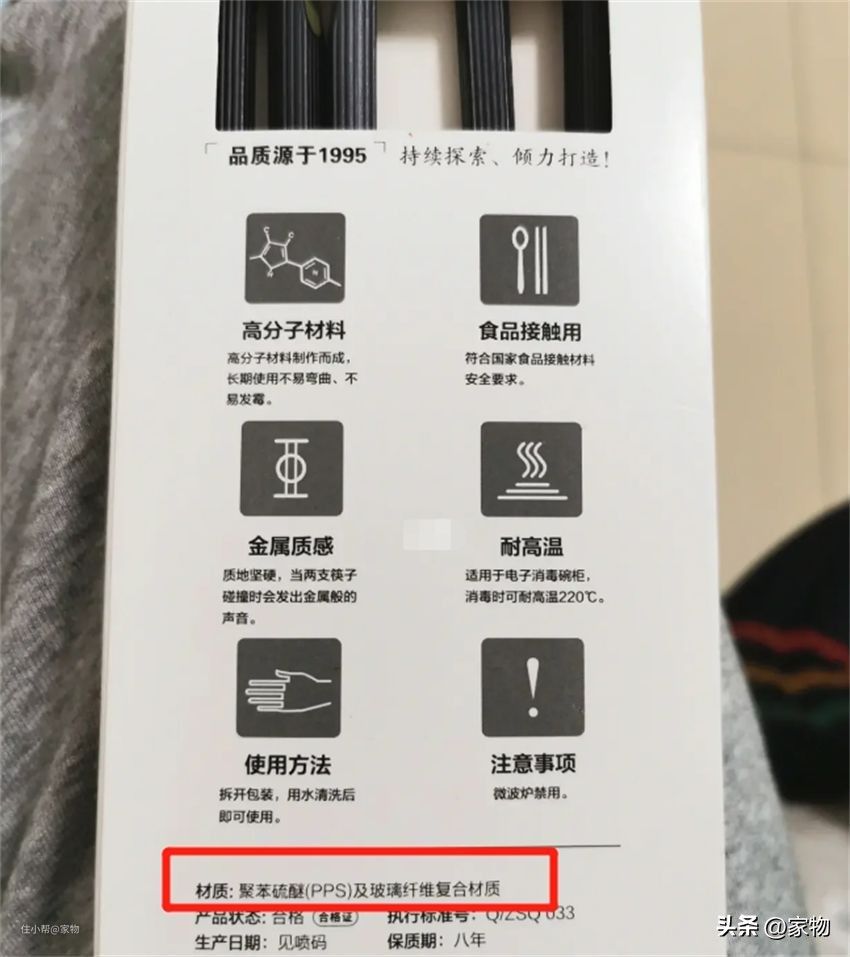 品质源于1995 持续探索、倾力打造!
高分子材料
高分子材料制作而成，
长期使用不易弯曲、不
易发霉。
食品接触用
符合国家食品接触材料
安全要求。
金属质感
质地坚硬，当两支筷子
碰撞时会发出金属般的
声音。
耐高温
适用于电子消毒碗柜，
消毒时可耐高温220℃。
使用方法
拆开包装，用水清洗后
即可使用。
注意事项
微波炉禁用。
材质: 聚苯硫醚(PPS)及玻璃纤维复合材质
产品状态: 合格 (合格证) 执行标准号: Q/ZSQ 033
生产日期: 见喷码 保质期: 八年
住小帮@家物
头条 @家物